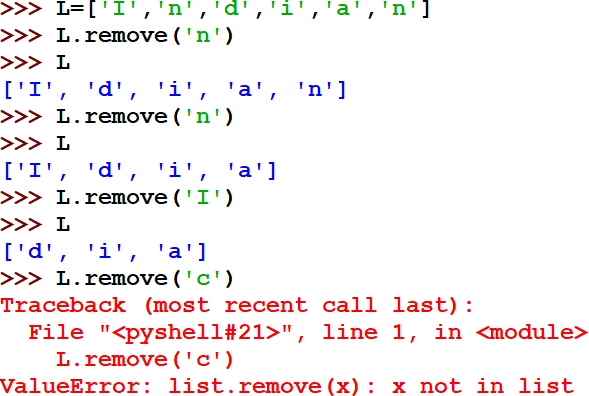 >>> L=['I','n','d','i','a','n']
>>> L.remove('n')
>>> L
['I', 'd', 'i', 'a', 'n']
>>> L.remove('n')
>>> L
['I', 'd', 'i', 'a']
>>> L.remove('I')
>>> L
['d', 'i', 'a']
>>> L.remove('c')
Traceback (most recent call last):
  File "<pyshell#21>", line 1, in <module>
    L.remove('c')
ValueError: list.remove(x): x not in list